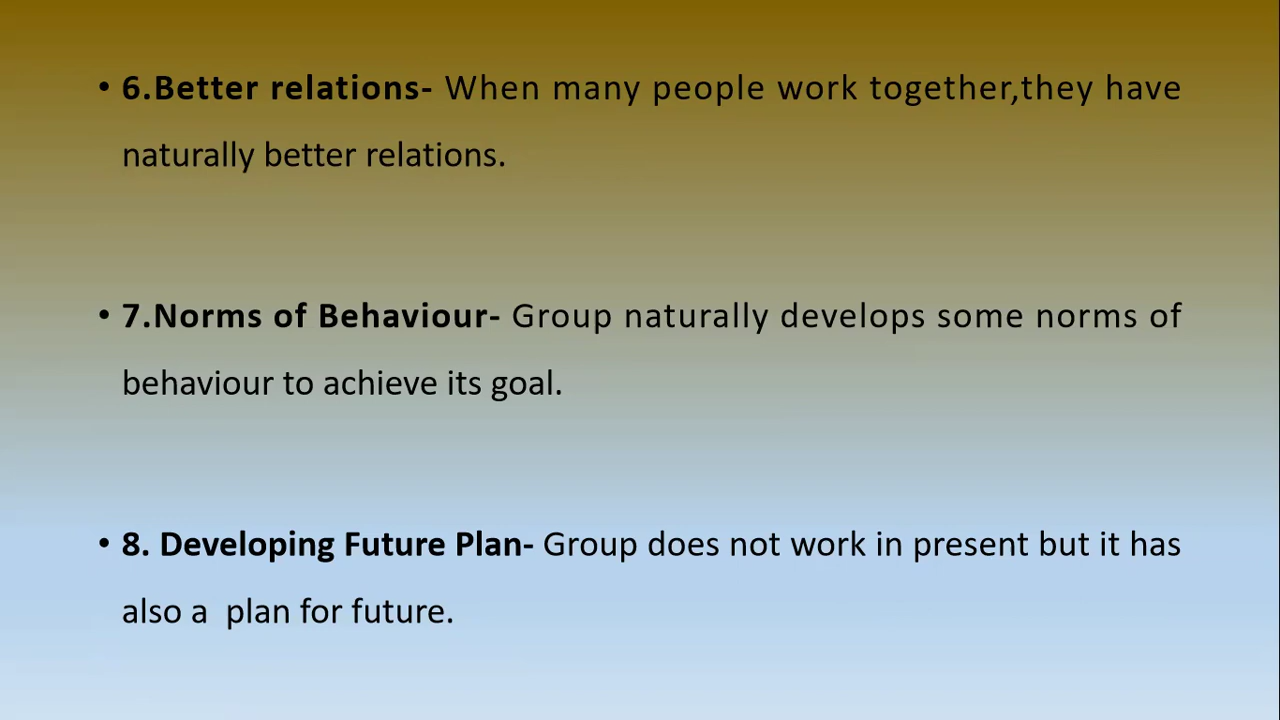 • 6.Better relations- When many people work together,they have
naturally better relations.
• 7.Norms of Behaviour- Group naturally develops some norms of
behaviour to achieve its goal.
• 8. Developing Future Plan- Group does not work in present but it has
also a  plan for future.